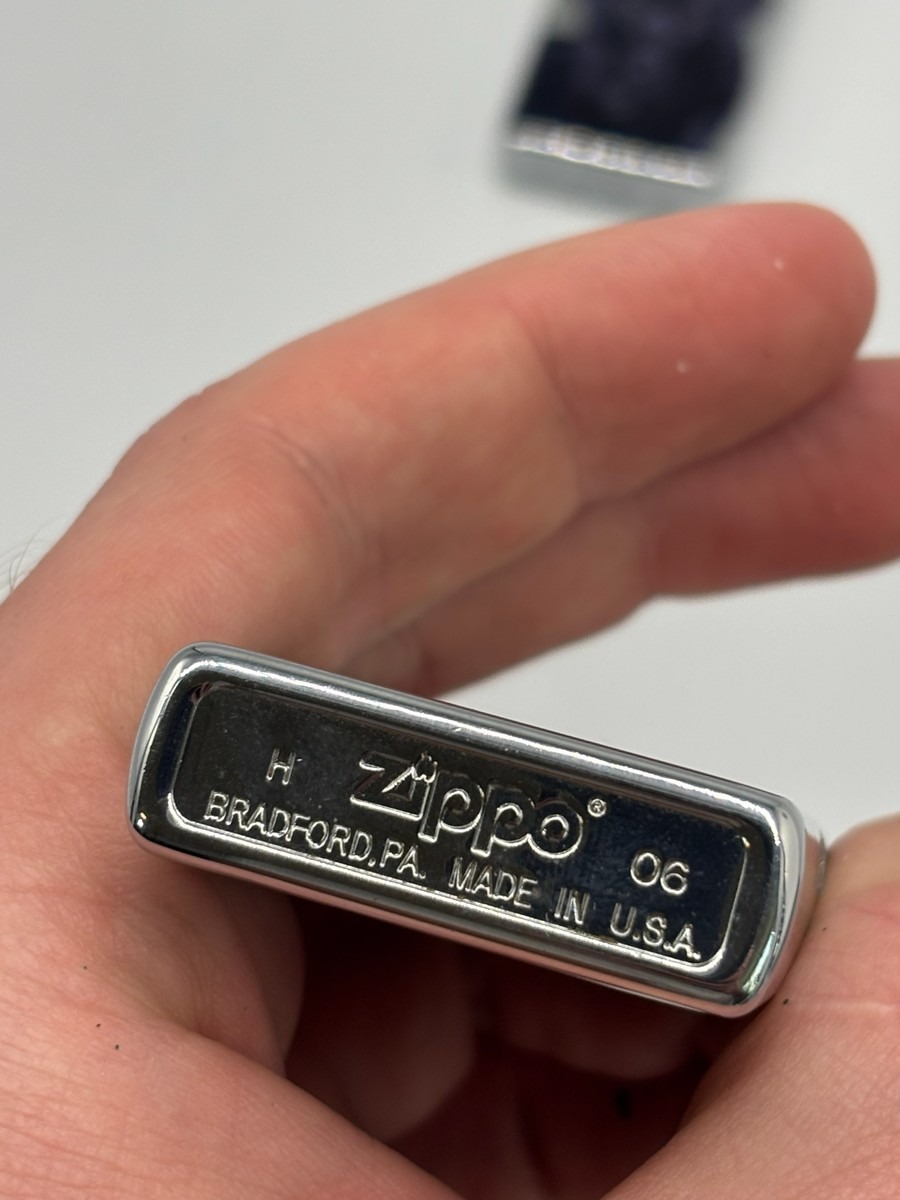 H Zippo® 06
BRADFORD, PA. MADE IN U.S.A.